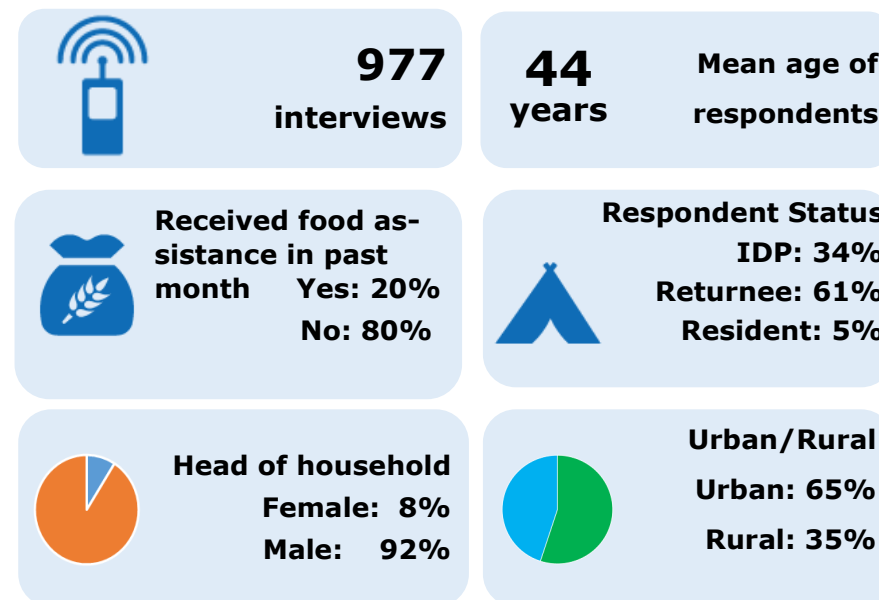 977
interviews
44
years
Mean age of
respondents
Received food as-
sistance in past
month Yes: 20%
No: 80%
Respondent Status
IDP: 34%
Returnee: 61%
Resident: 5%
Head of household
Female: 8%
Male: 92%
Urban/Rural
Urban: 65%
Rural: 35%